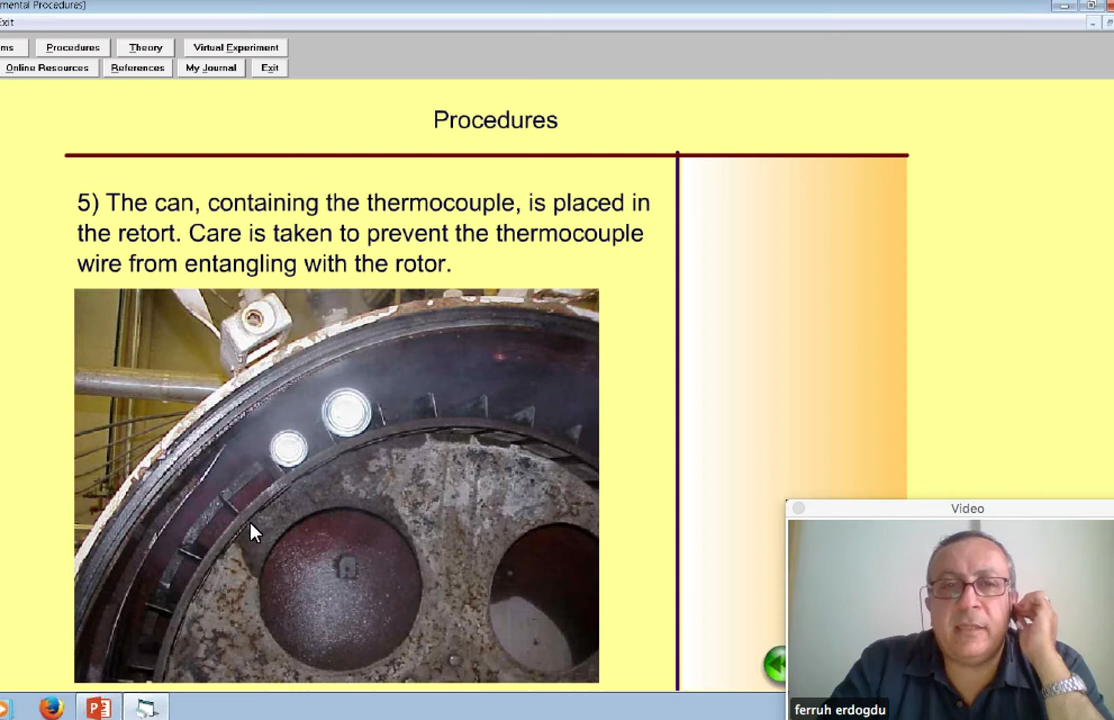 mental Procedures]
Exit
ms Procedures Theory Virtual Experiment
Online Resources References My Journal Exit
Procedures
5) The can, containing the thermocouple, is placed in
the retort. Care is taken to prevent the thermocouple
wire from entangling with the rotor.
Video
ferruh erdogdu